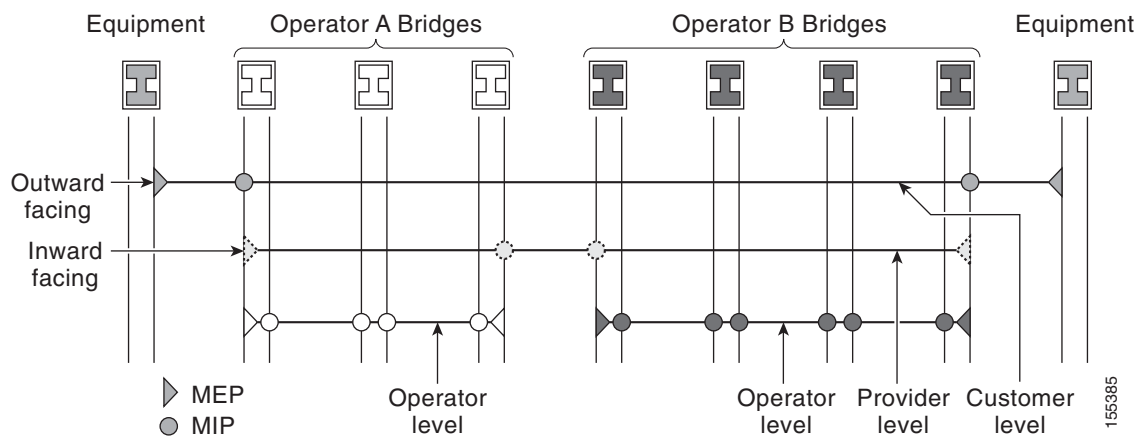 Equipment
Operator A Bridges
Operator B Bridges
Equipment
Outward
facing
Inward
facing
MEP
MIP
Operator
level
Operator
level
Provider
level
Customer
level
155385